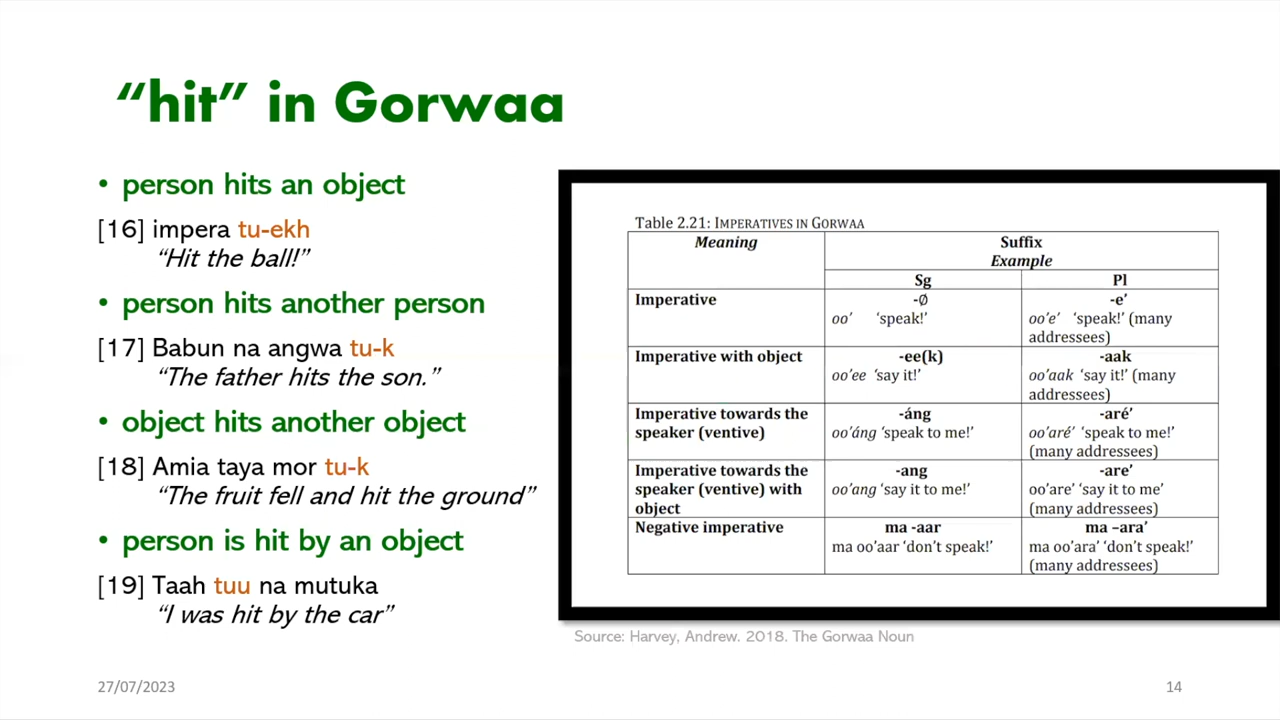 “hit” in Gorwaa
• person hits an object
[16] impera tu-ekh
“Hit the ball!”
• person hits another person
[17] Babun na angwa tu-k
“The father hits the son.”
• object hits another object
[18] Amia taya mor tu-k
“The fruit fell and hit the ground”
• person is hit by an object
[19] Taah tuu na mutuka
“I was hit by the car”
Table 2.21: IMPERATIVES IN GORWAA
Meaning
Suffix
Example
Sg
Pl
Imperative
-∅
oo’ ‘speak!’
-e’
oo’e’ ‘speak!’ (many
addressees)
Imperative with object
-ee(k)
oo’ee ‘say it!’
-aak
oo’aak ‘say it!’ (many
addressees)
Imperative towards the
speaker (ventive)
-áng
oo’áng ‘speak to me!’
-aré’
oo’aré’ ‘speak to me!’
(many addressees)
Imperative towards the
speaker (ventive) with
object
-ang
oo’ang ‘say it to me!’
-are’
oo’are’ ‘say it to me’
(many addressees)
Negative imperative
ma -aar
ma oo’aar ‘don’t speak!’
ma –ara’
ma oo’ara’ ‘don’t speak!’
(many addressees)
Source: Harvey, Andrew. 2018. The Gorwaa Noun
27/07/2023
14